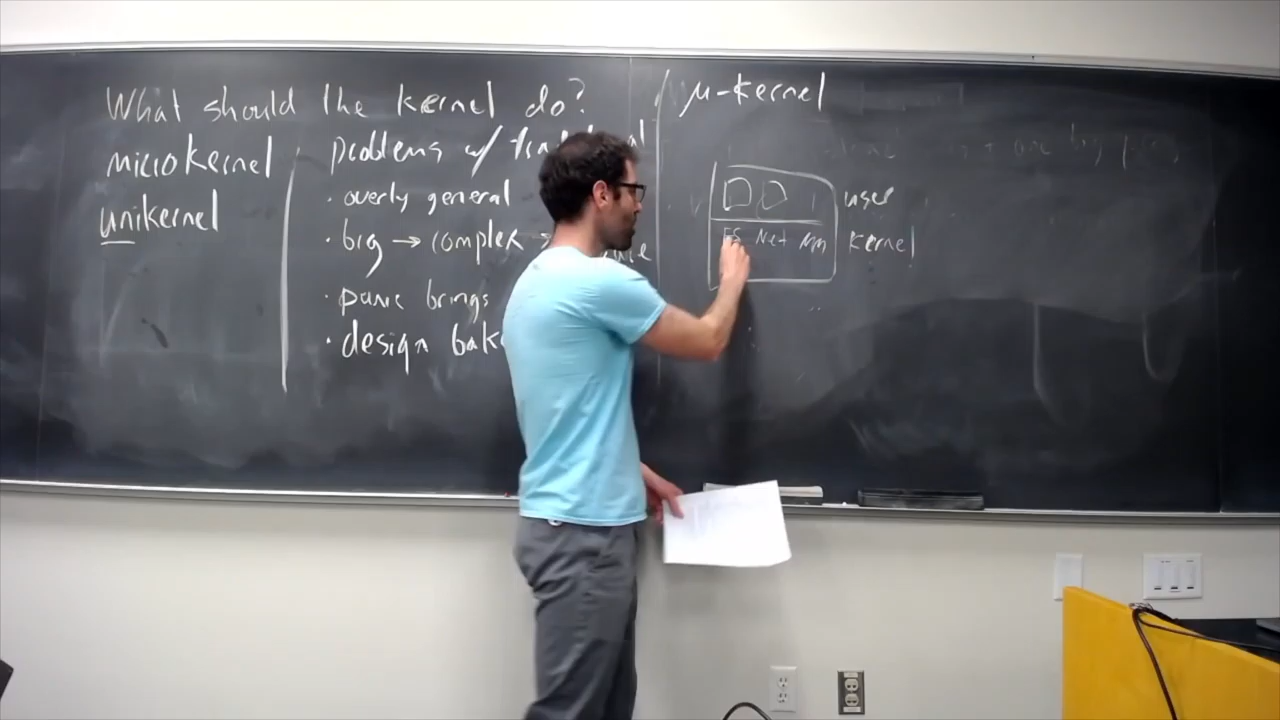 What should the kernel do?
microkernel
unikernel
problems w/
· overly general
· big → complex →
· panic brings
· design
μ-kernel
user
FS Net MM kernel